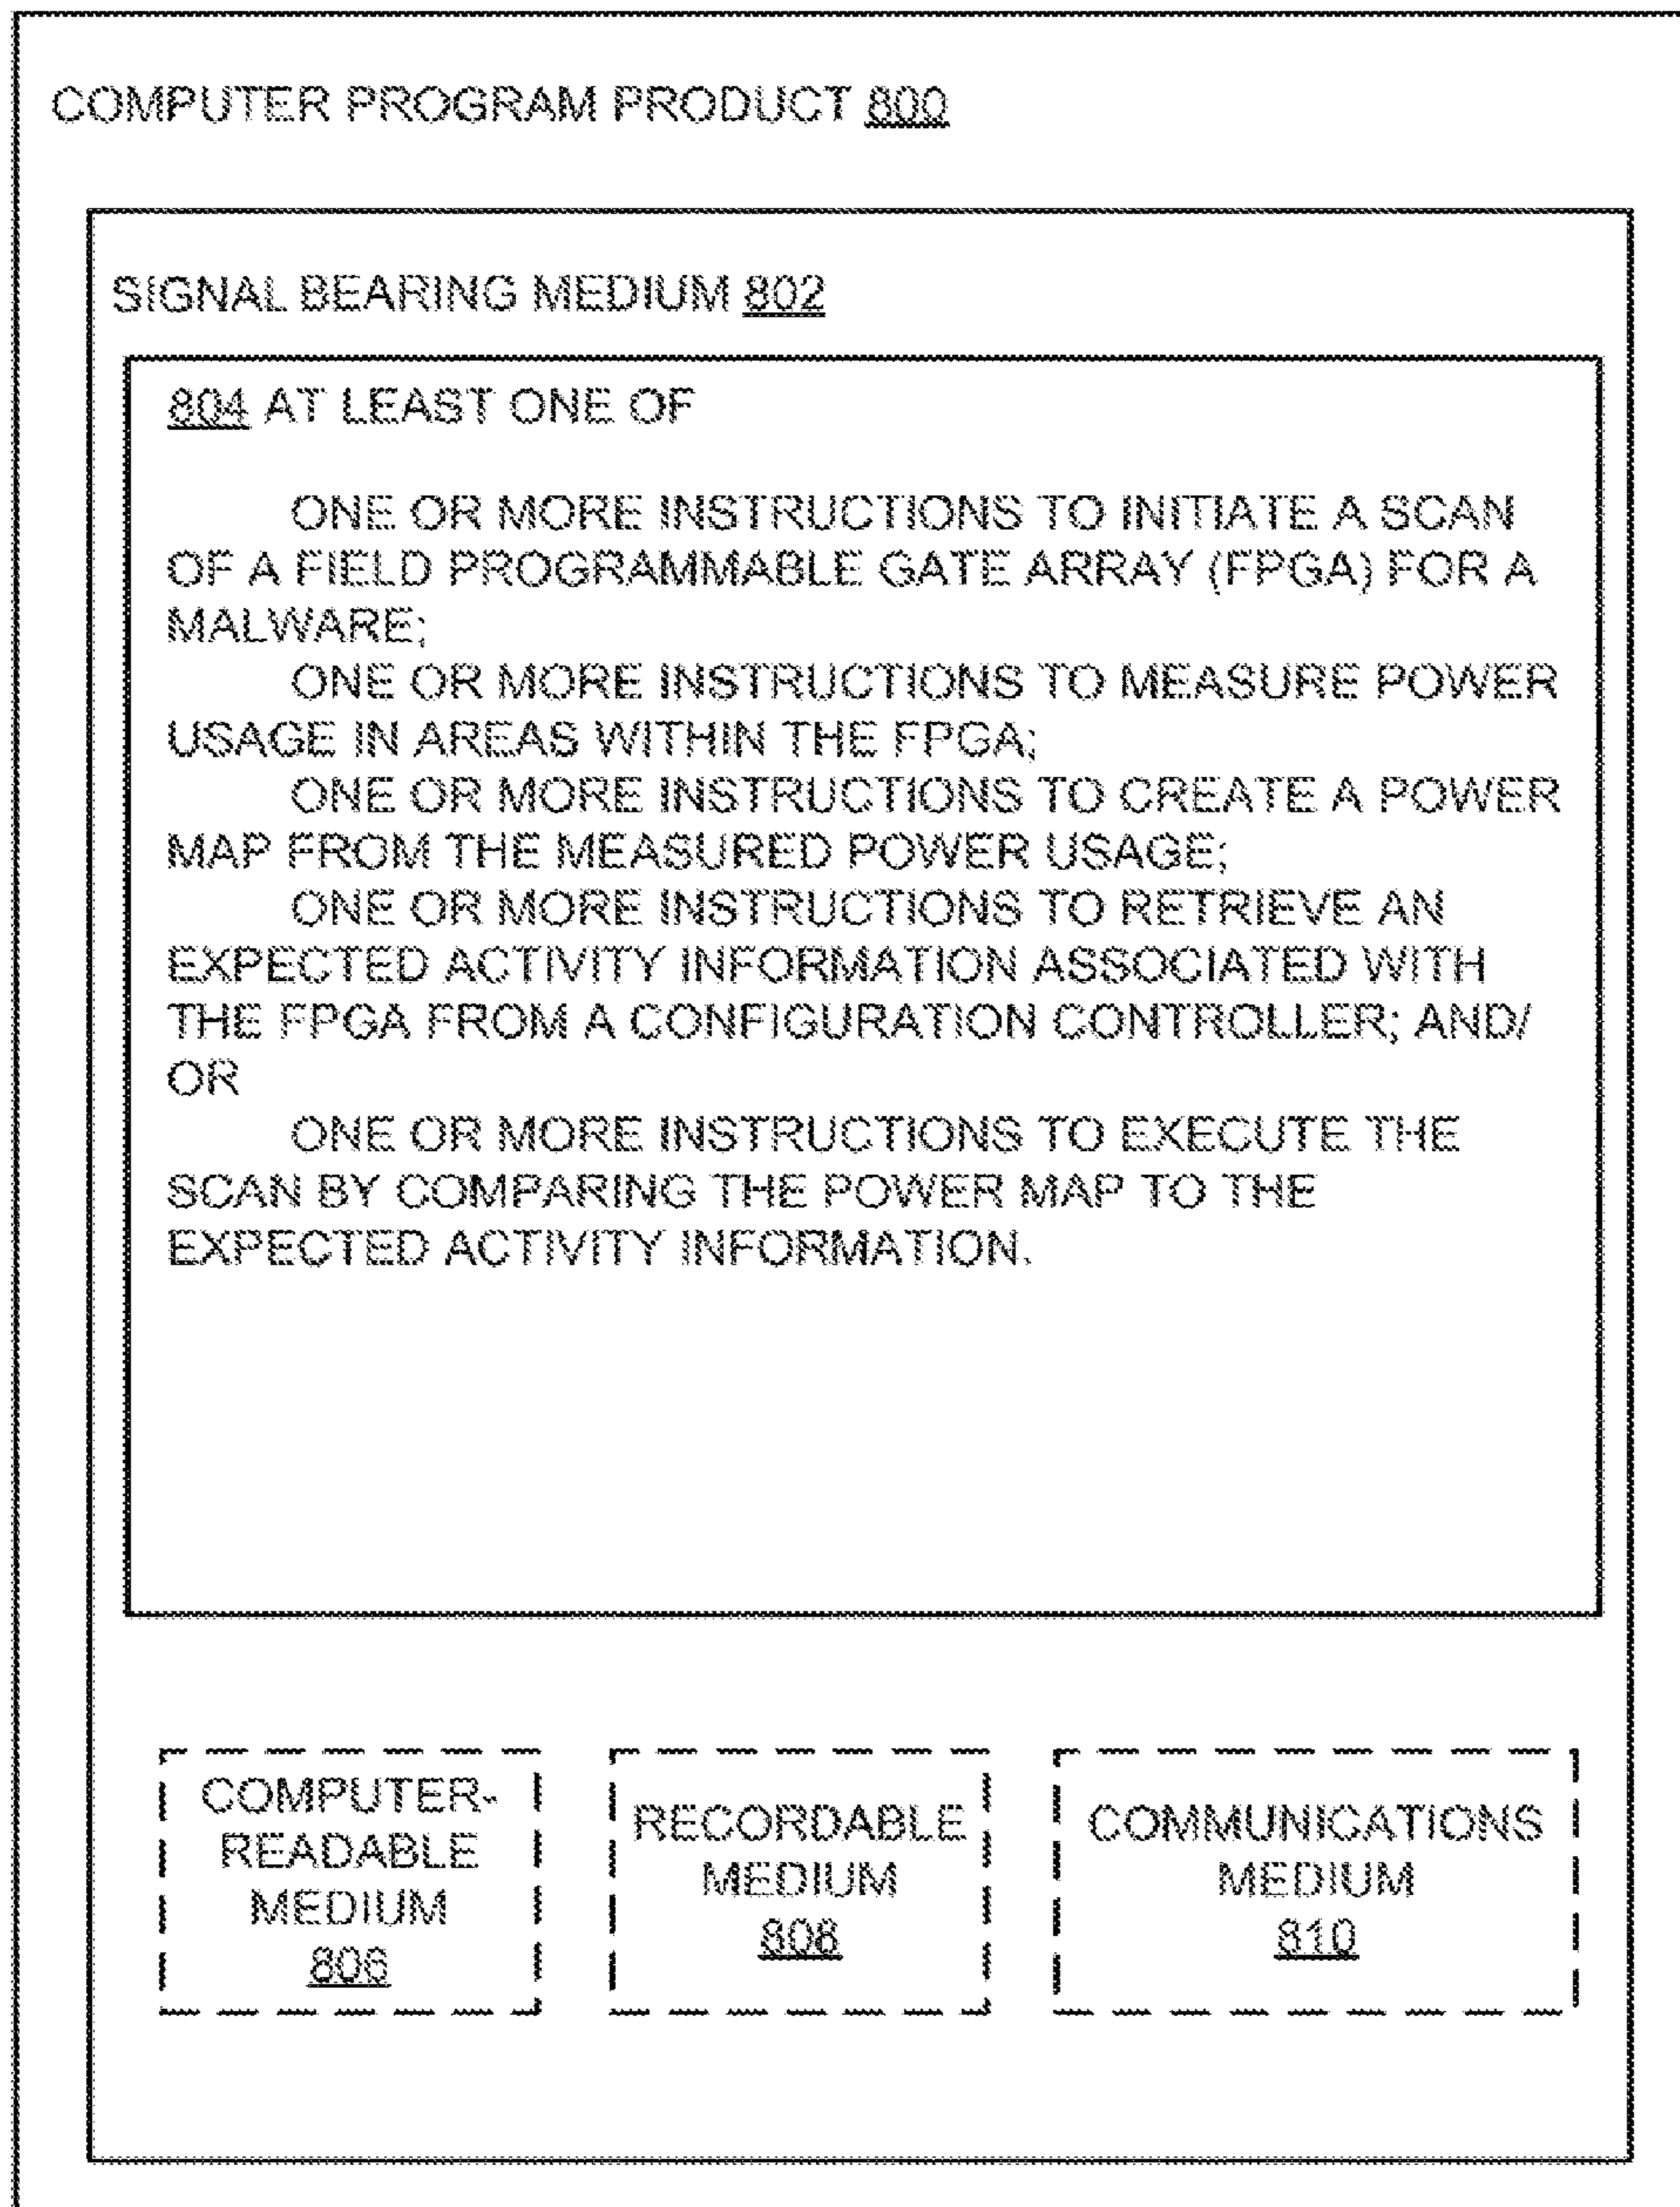 COMPUTER PROGRAM PRODUCT 800
SIGNAL BEARING MEDIUM 802
804 AT LEAST ONE OF
ONE OR MORE INSTRUCTIONS TO INITIATE A SCAN
OF A FIELD PROGRAMMABLE GATE ARRAY (FPGA) FOR A
MALWARE;
ONE OR MORE INSTRUCTIONS TO MEASURE POWER
USAGE IN AREAS WITHIN THE FPGA;
ONE OR MORE INSTRUCTIONS TO CREATE A POWER
MAP FROM THE MEASURED POWER USAGE;
ONE OR MORE INSTRUCTIONS TO RETRIEVE AN
EXPECTED ACTIVITY INFORMATION ASSOCIATED WITH
THE FPGA FROM A CONFIGURATION CONTROLLER; AND/
OR
ONE OR MORE INSTRUCTIONS TO EXECUTE THE
SCAN BY COMPARING THE POWER MAP TO THE
EXPECTED ACTIVITY INFORMATION.
COMPUTER-
READABLE
MEDIUM
806
RECORDABLE
MEDIUM
808
COMMUNICATIONS
MEDIUM
810